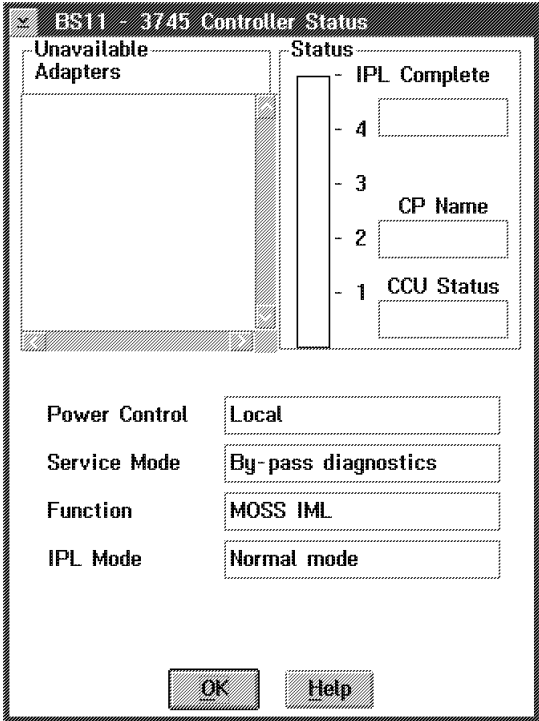 BS11 - 3745 Controller Status
Unavailable
Adapters
Status
IPL Complete
4
3
CP Name
2
1 CCU Status
Power Control Local
Service Mode By-pass diagnostics
Function MOSS IML
IPL Mode Normal mode
OK Help